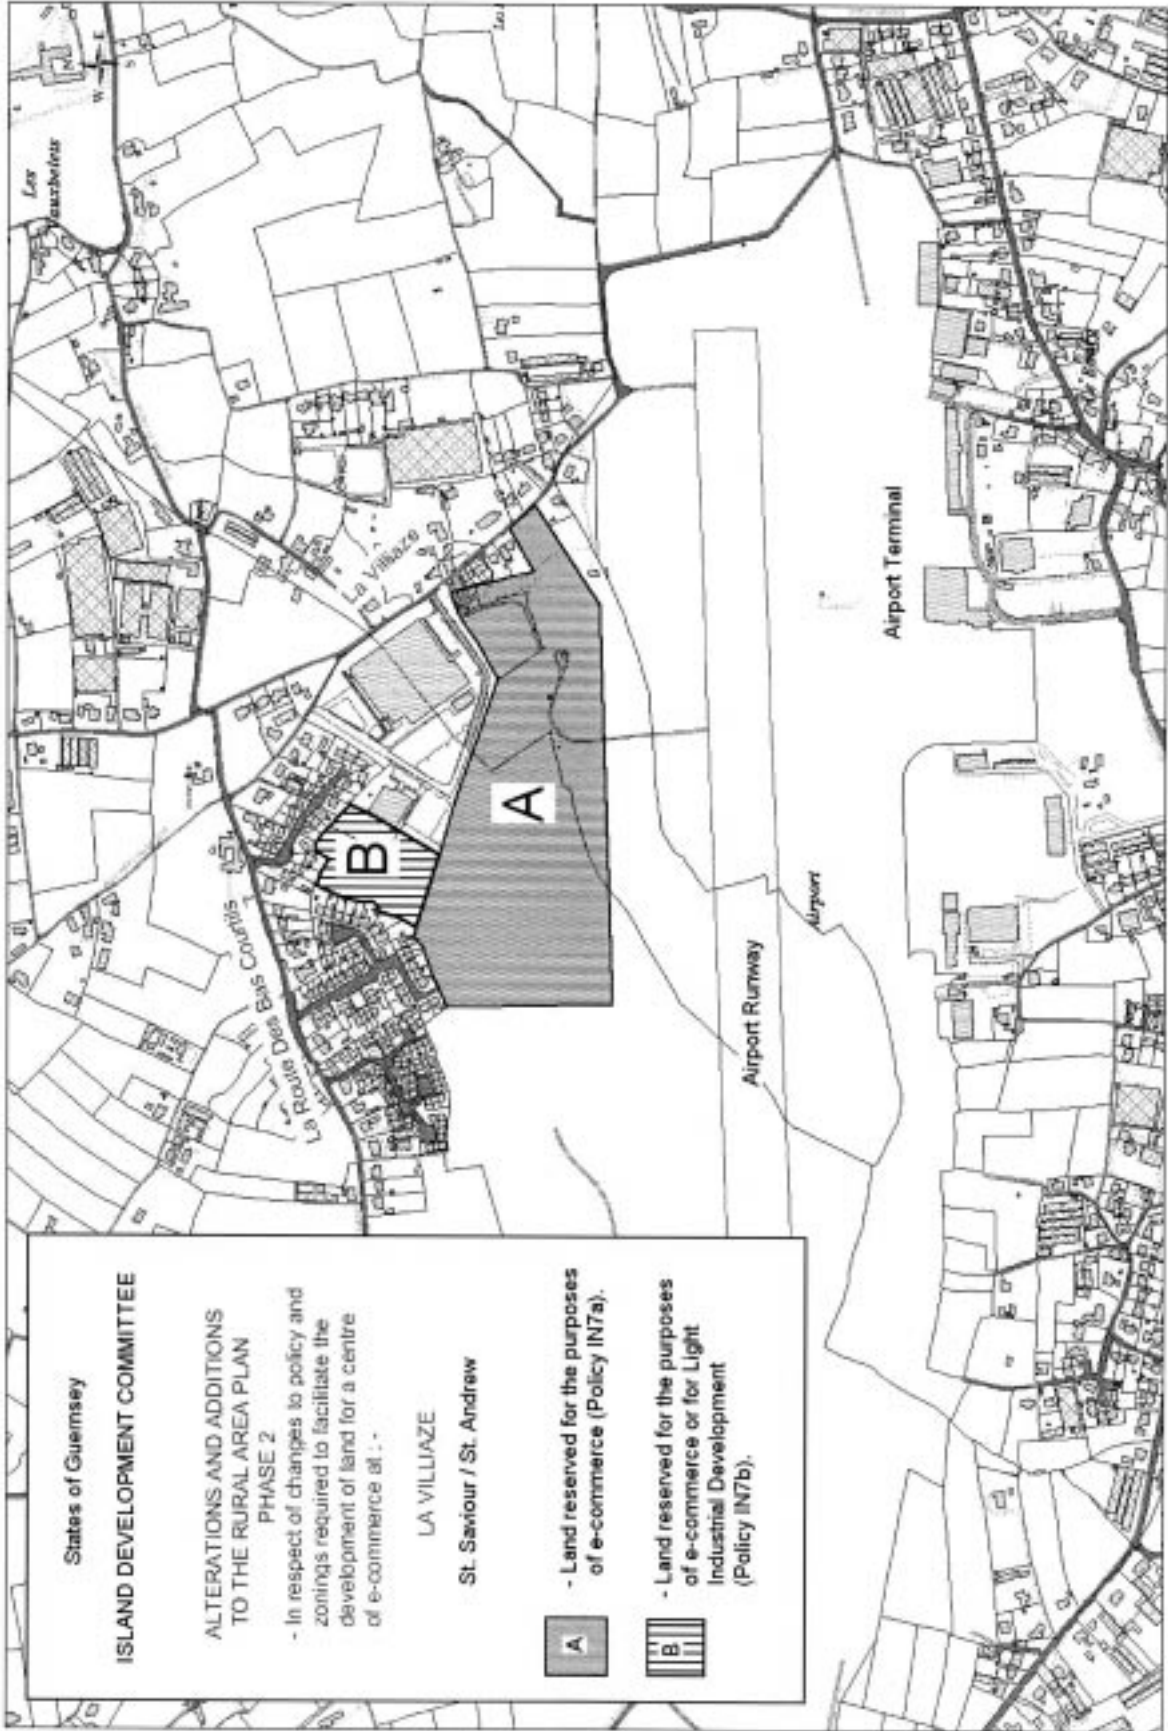 States of Guernsey
ISLAND DEVELOPMENT COMMITTEE
ALTERATIONS AND ADDITIONS
TO THE RURAL AREA PLAN
PHASE 2
- In respect of changes to policy and
zonings required to facilitate the
development of land for a centre
of e-commerce at : -
LA VILLIAZE
St. Saviour / St. Andrew
A
- Land reserved for the purposes
of e-commerce (Policy IN7a).
B
- Land reserved for the purposes
of e-commerce or for Light
Industrial Development
(Policy IN7b).
Les
W
E
S
La Route Des Bas Courtis
La Villiaze
B
A
Airport Runway
Airport
Airport Terminal